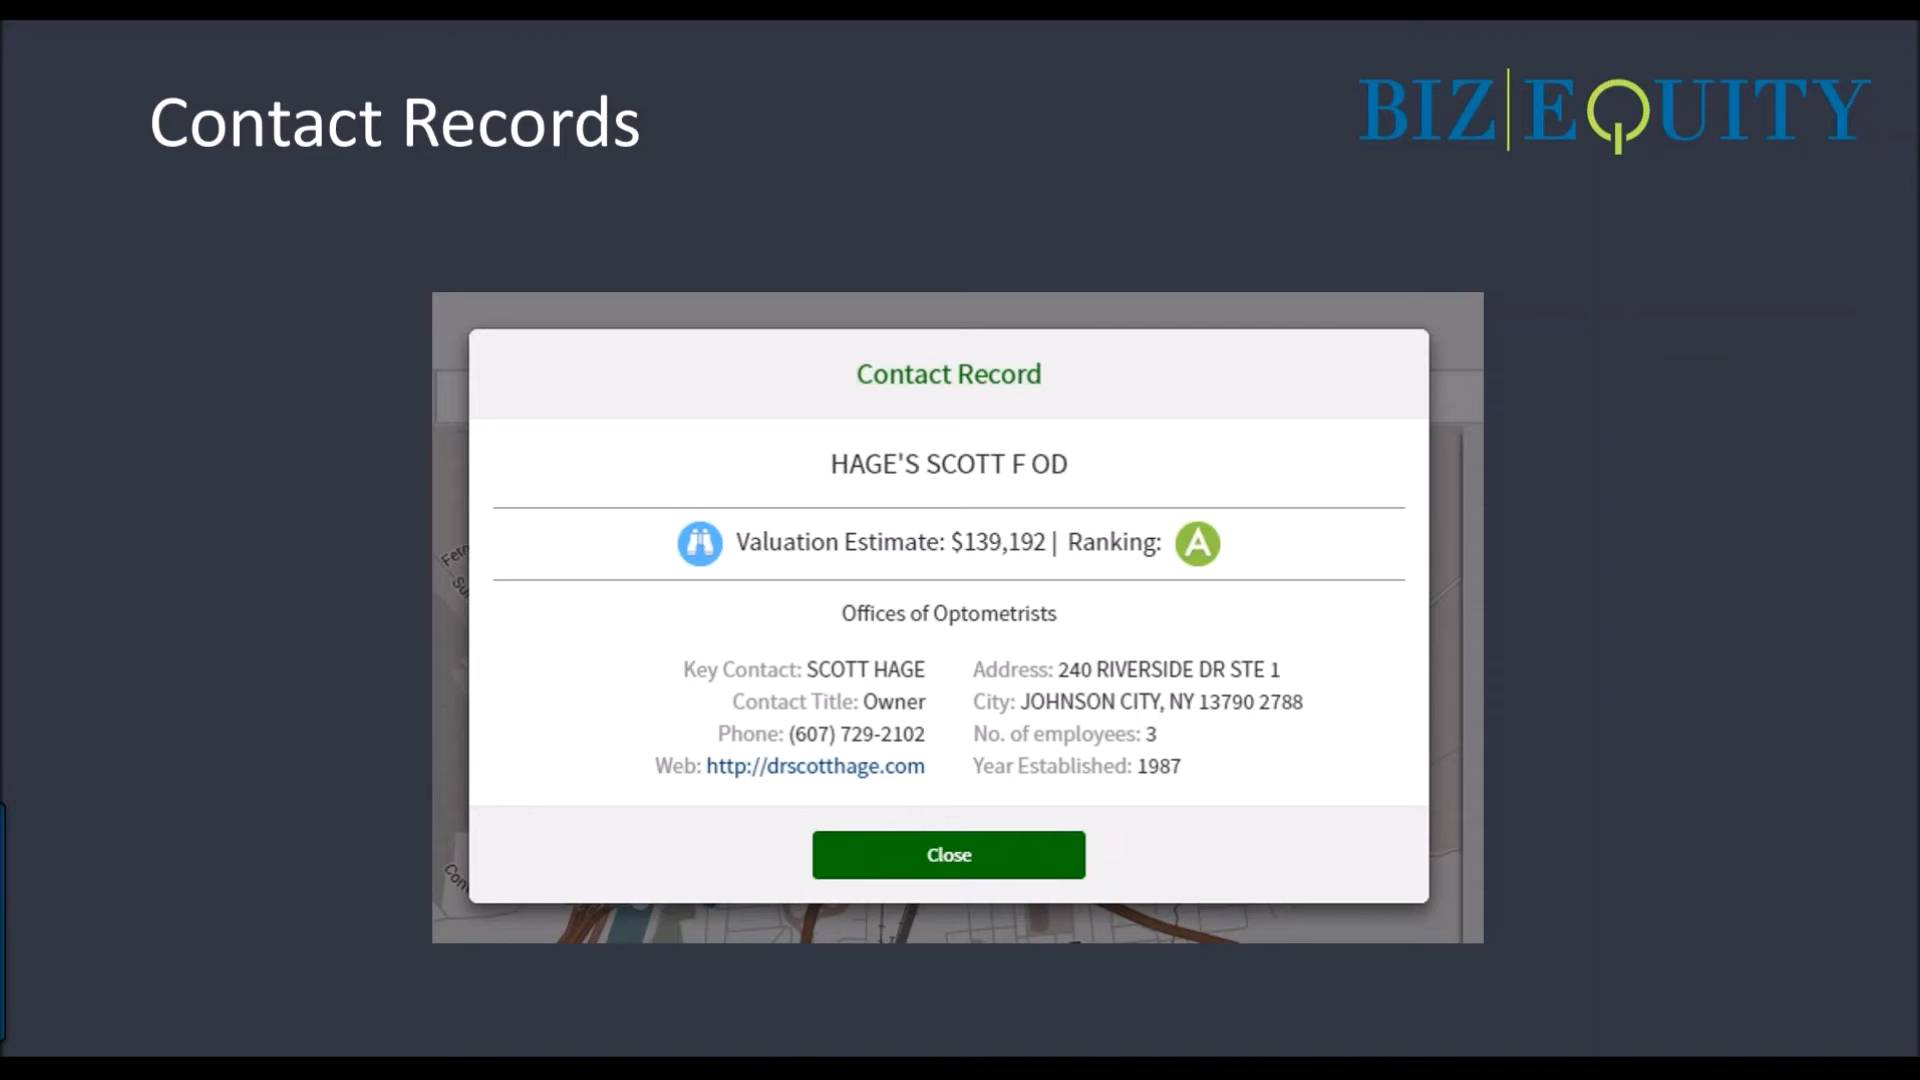 Contact Records
BIZ EQUITY
Contact Record
HAGE'S SCOTT F OD
Valuation Estimate: $139,192 | Ranking: A
Offices of Optometrists
Key Contact: SCOTT HAGE
Contact Title: Owner
Phone: (607) 729-2102
Web: http://drscotthage.com
Address: 240 RIVERSIDE DR STE 1
City: JOHNSON CITY, NY 13790 2788
No. of employees: 3
Year Established: 1987
Close